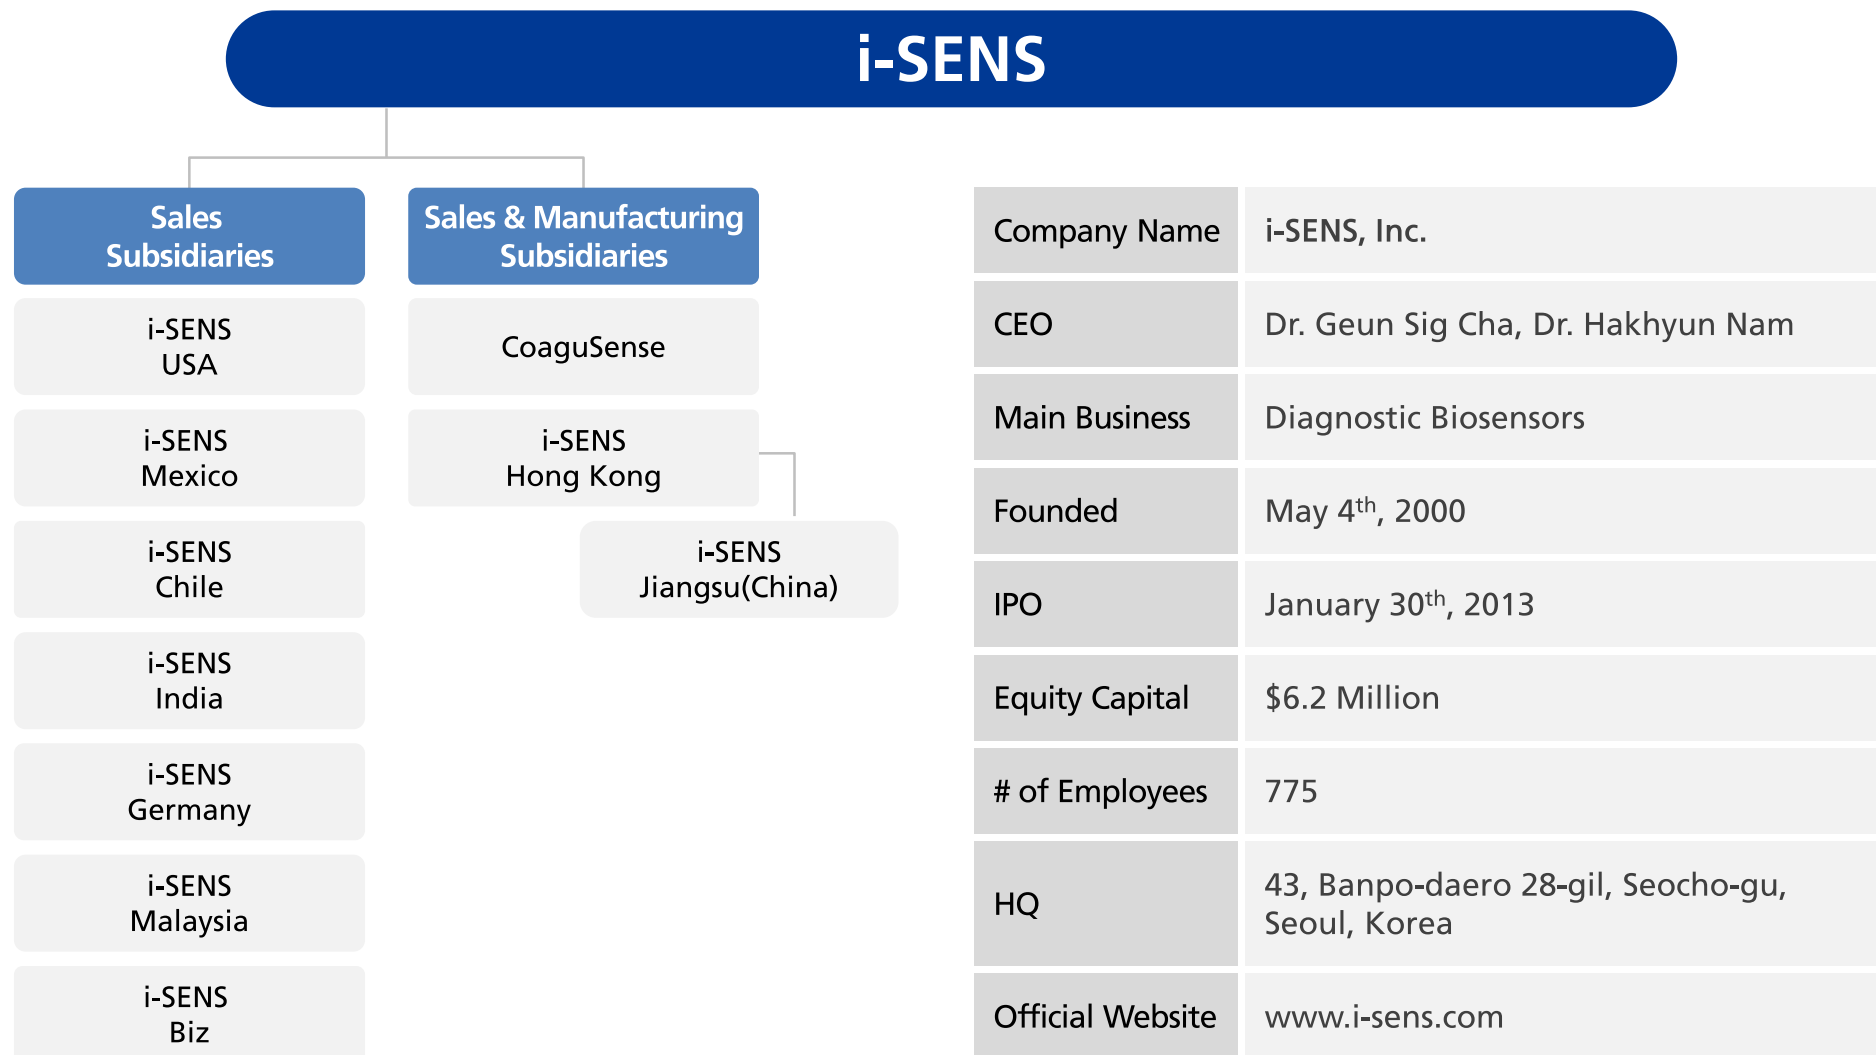 i-SENS
Sales
Subsidiaries
i-SENS
USA
i-SENS
Mexico
i-SENS
Chile
i-SENS
India
i-SENS
Germany
i-SENS
Malaysia
i-SENS
Biz
Sales & Manufacturing
Subsidiaries
CoaguSense
i-SENS
Hong Kong
i-SENS
Jiangsu(China)
Company Name i-SENS, Inc.
CEO Dr. Geun Sig Cha, Dr. Hakhyun Nam
Main Business Diagnostic Biosensors
Founded May 4th, 2000
IPO January 30th, 2013
Equity Capital $6.2 Million
# of Employees 775
HQ 43, Banpo-daero 28-gil, Seocho-gu,
Seoul, Korea
Official Website www.i-sens.com